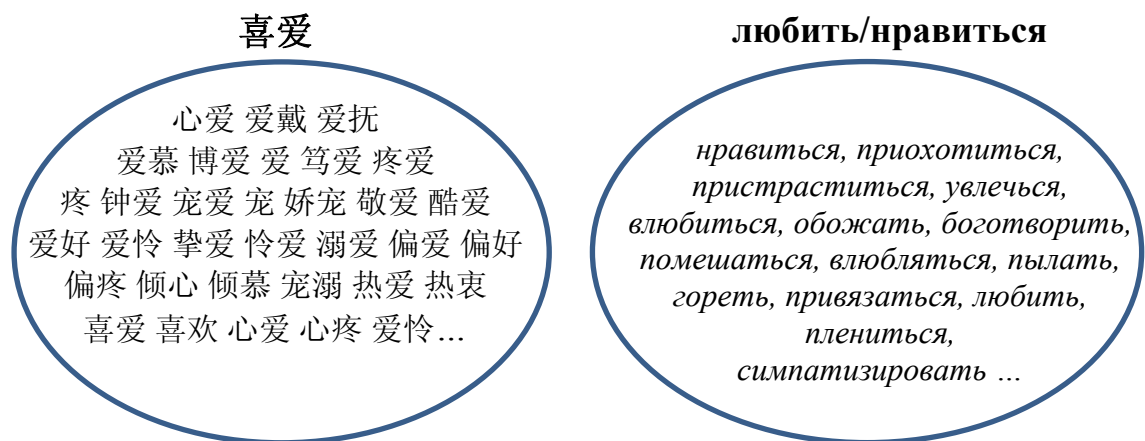 喜爱
心爱 爱戴 爱抚
爱慕 博爱 爱 笃爱 疼爱
疼 钟爱 宠爱 宠 娇宠 敬爱 酷爱
爱好 爱怜 挚爱 怜爱 溺爱 偏爱 偏好
偏疼 倾心 倾慕 宠溺 热爱 热衷
喜爱 喜欢 心爱 心疼 爱怜…
любить/нравиться
нравиться, приохотиться,
пристраститься, увлечься,
влюбиться, обожать, боготворить,
помешаться, влюбляться, пылать,
гореть, привязаться, любить,
плениться,
симпатизировать …